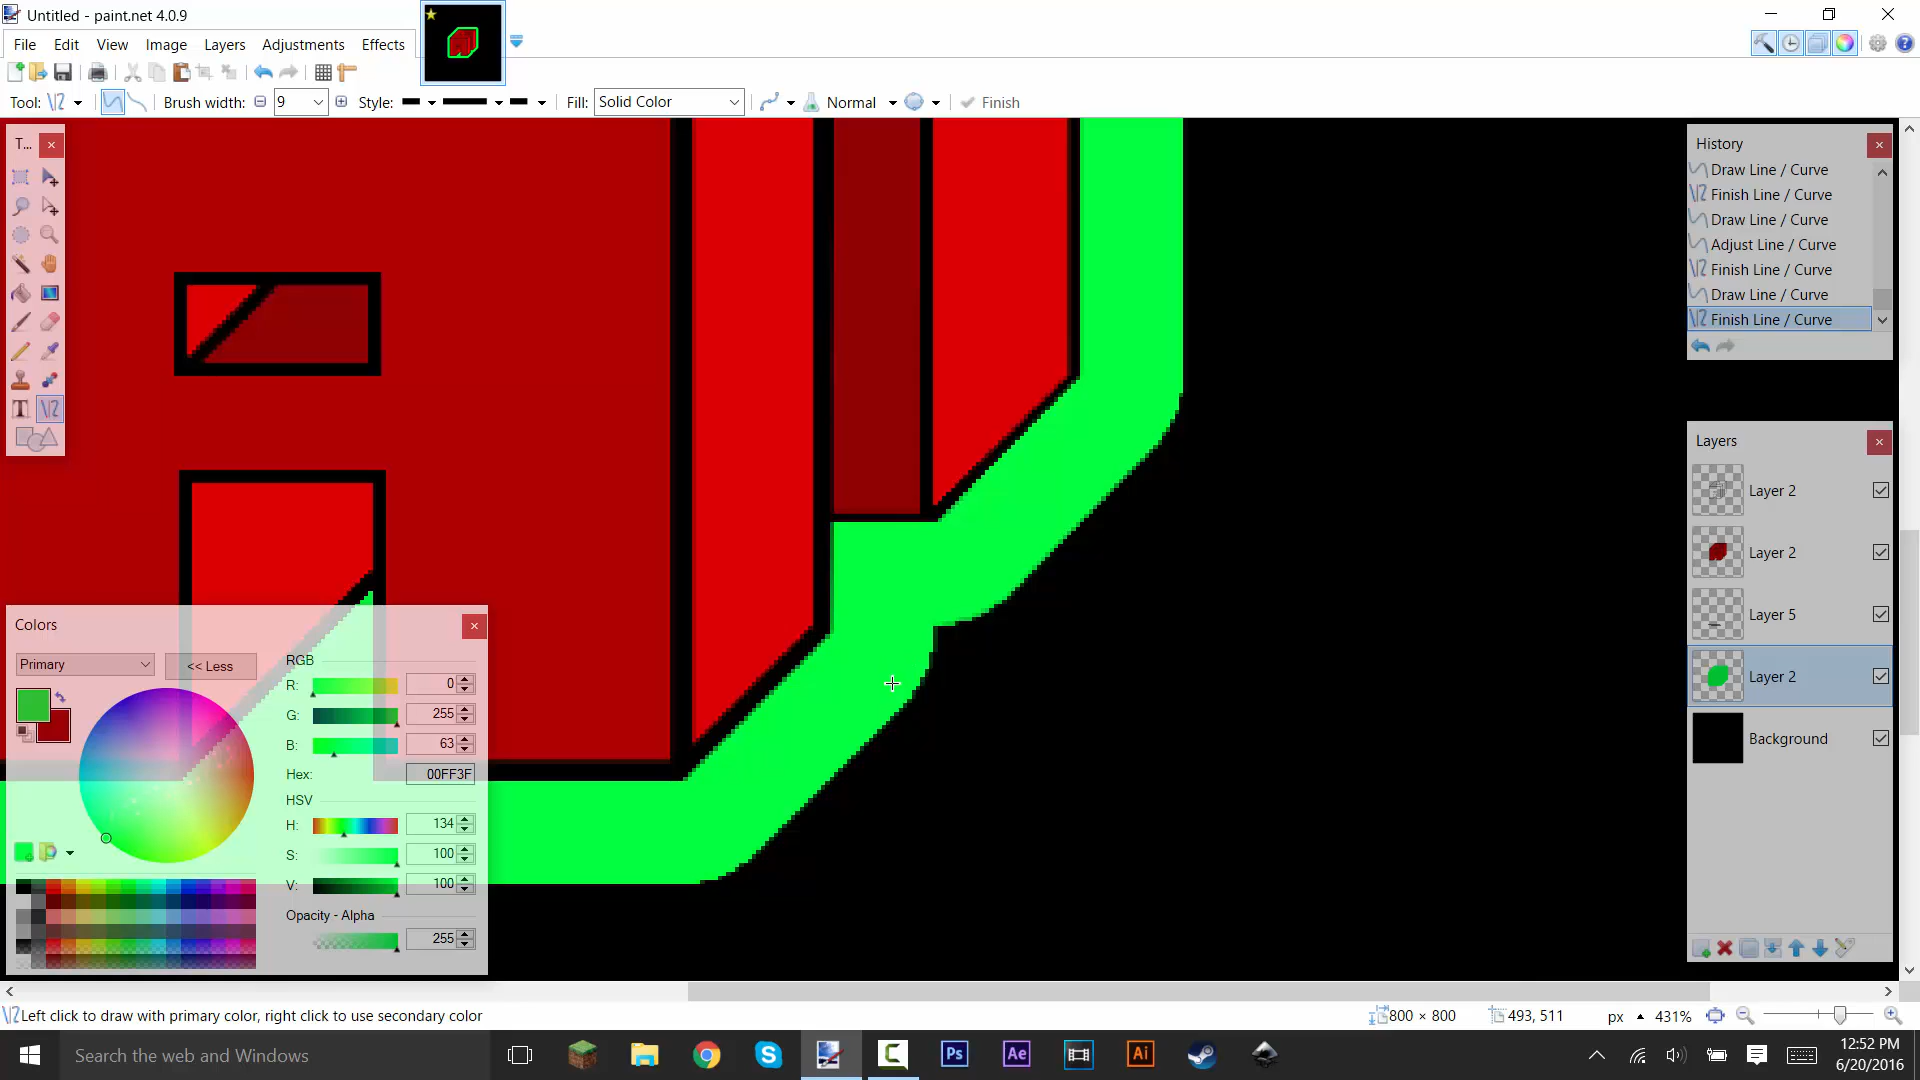 Untitled - paint.net 4.0.9
File Edit View Image Layers Adjustments Effects
Tool: Brush width: 9 Style: Fill: Solid Color Normal Finish
T...
History
Draw Line / Curve
Finish Line / Curve
Draw Line / Curve
Adjust Line / Curve
Finish Line / Curve
Draw Line / Curve
Finish Line / Curve
Layers
Layer 2
Layer 2
Layer 5
Layer 2
Background
Colors
Primary << Less
RGB
R: 0
G: 255
B: 63
Hex: 00FF3F
HSV
H: 134
S: 100
V: 100
Opacity - Alpha
255
Left click to draw with primary color, right click to use secondary color
800 × 800 493, 511 px 431%
Search the web and Windows
Ps Ae Ai
12:52 PM
6/20/2016